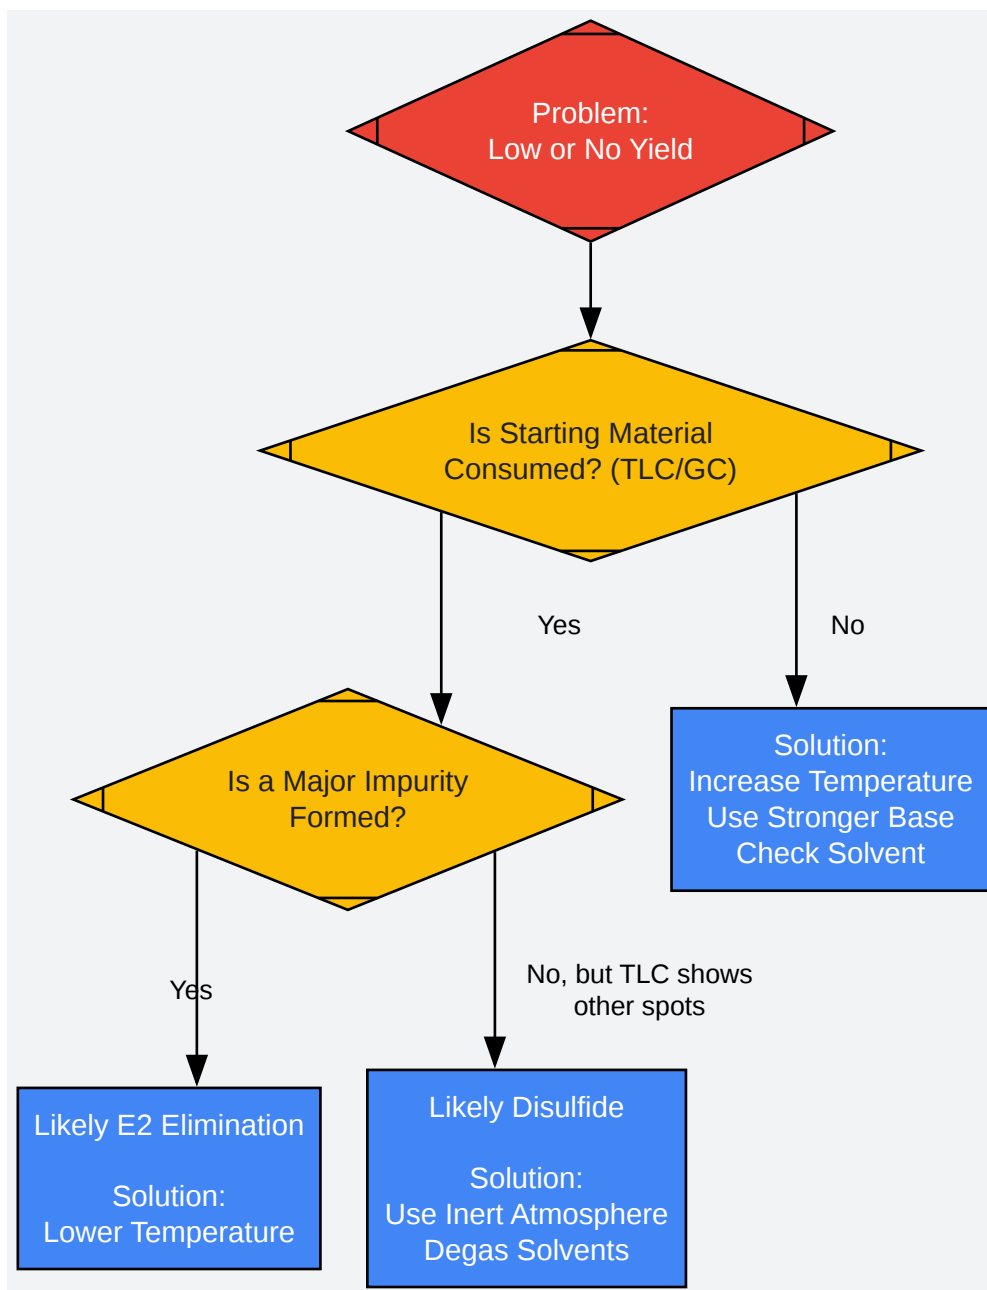 Problem:
Low or No Yield
Is Starting Material
Consumed? (TLC/GC)
Yes
No
Is a Major Impurity
Formed?
Solution:
Increase Temperature
Use Stronger Base
Check Solvent
Yes
No, but TLC shows
other spots
Likely E2 Elimination
Solution:
Lower Temperature
Likely Disulfide
Solution:
Use Inert Atmosphere
Degas Solvents